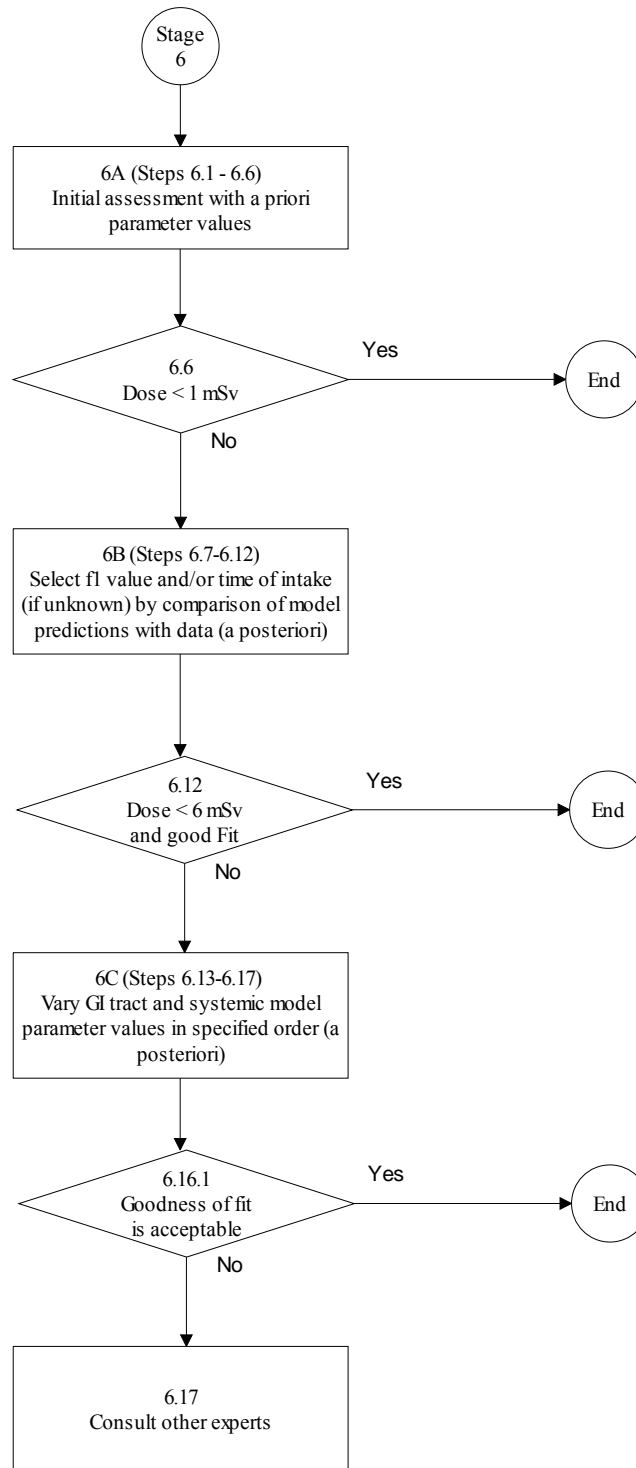 Stage
6
6A (Steps 6.1 - 6.6)
Initial assessment with a priori
parameter values
6.6
Dose < 1 mSv
Yes
End
No
6B (Steps 6.7-6.12)
Select f1 value and/or time of intake
(if unknown) by comparison of model
predictions with data (a posteriori)
6.12
Dose < 6 mSv
and good Fit
Yes
End
No
6C (Steps 6.13-6.17)
Vary GI tract and systemic model
parameter values in specified order (a
posteriori)
6.16.1
Goodness of fit
is acceptable
Yes
End
No
6.17
Consult other experts